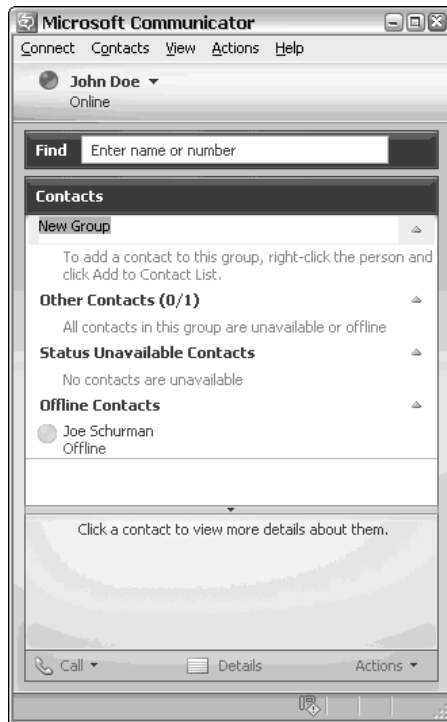 Microsoft Communicator
Connect Contacts View Actions Help
John Doe
Online
Find Enter name or number
Contacts
New Group
To add a contact to this group, right-click the person and
click Add to Contact List.
Other Contacts (0/1)
All contacts in this group are unavailable or offline
Status Unavailable Contacts
No contacts are unavailable
Offline Contacts
Joe Schurman
Offline
Click a contact to view more details about them.
Call Details Actions